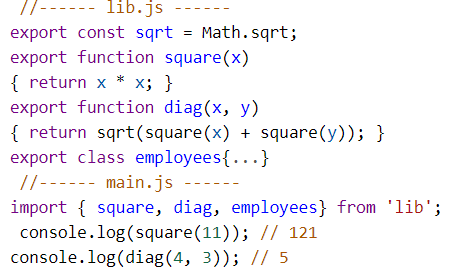 //------ lib.js ------
export const sqrt = Math.sqrt;
export function square(x)
{ return x * x; }
export function diag(x, y)
{ return sqrt(square(x) + square(y)); }
export class employees{...}
//------ main.js ------
import { square, diag, employees} from 'lib';
console.log(square(11)); // 121
console.log(diag(4, 3)); // 5